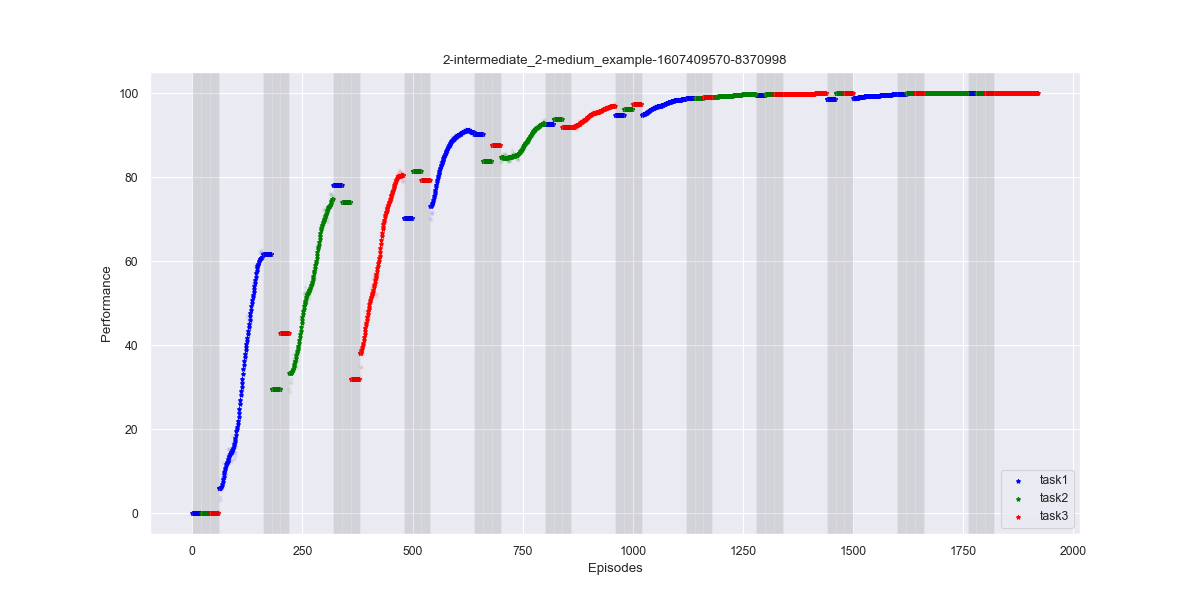 2-intermediate_2-medium_example-1607409570-8370998
100
80
60
40
20
0
Performance
0 250 500 750 1000 1250 1500 1750 2000
Episodes
task1
task2
task3